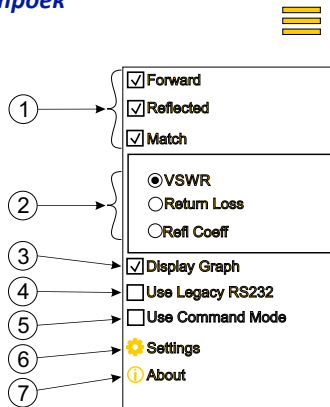 1
Forward
Reflected
Match
2
VSWR
Return Loss
Refl Coeff
3
Display Graph
4
Use Legacy RS232
5
Use Command Mode
6
Settings
7
About